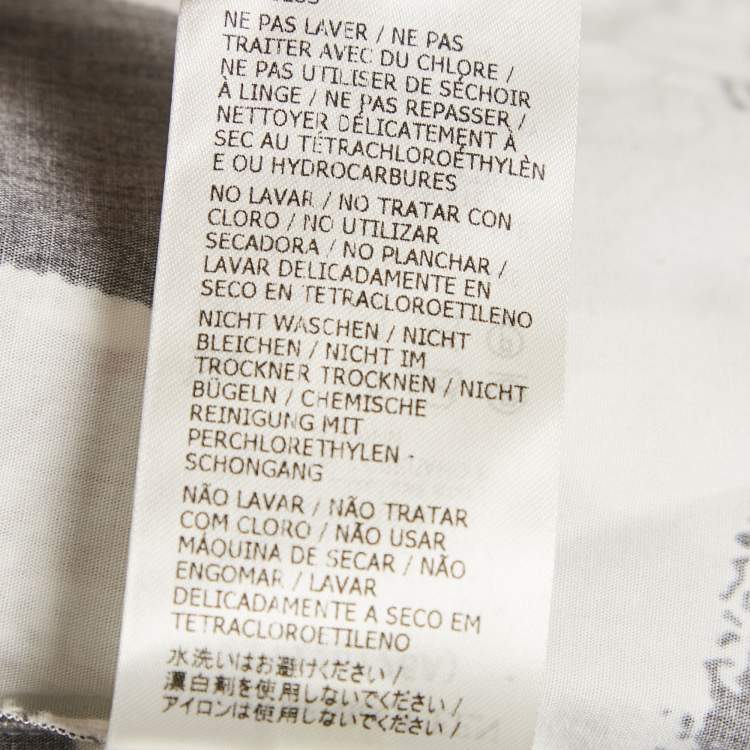 NE PAS LAVER / NE PAS
TRAITER AVEC DU CHLORE /
NE PAS UTILISER DE SÉCHOIR
À LINGE / NE PAS REPASSER /
NETTOYER DÉLICATEMENT À
SEC AU TÉTRACHLOROÉTHYLÈN
E OU HYDROCARBURES
NO LAVAR / NO TRATAR CON
CLORO / NO UTILIZAR
SECADORA / NO PLANCHAR /
LAVAR DELICADAMENTE EN
SECO EN TETRACLOROETILENO
NICHT WASCHEN / NICHT
BLEICHEN / NICHT IM
TROCKNER TROCKNEN / NICHT
BÜGELN / CHEMISCHE
REINIGUNG MIT
PERCHLORETHYLEN -
SCHONGANG
NÃO LAVAR / NÃO TRATAR
COM CLORO / NÃO USAR
MÁQUINA DE SECAR / NÃO
ENGOMAR / LAVAR
DELICADAMENTE A SECO EM
TETRACLOROETILENO
水洗いはお避けください /
漂白剤を使用しないでください /
アイロンは使用しないでください /